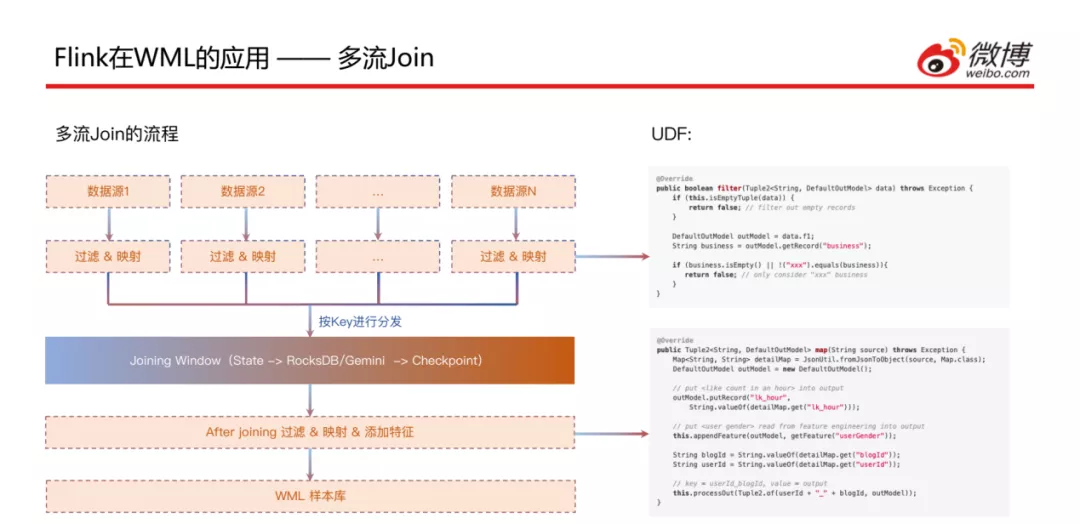 Flink在WML的应用 —— 多流Join
微博
weibo.com
多流Join的流程
数据源1
数据源2
...
数据源N
过滤 & 映射
过滤 & 映射
...
过滤 & 映射
按Key进行分发
Joining Window（State -> RocksDB/Gemini -> Checkpoint）
After joining 过滤 & 映射 & 添加特征
WML 样本库
UDF:
@Override
public boolean filter(Tuple2<String, DefaultOutModel> data) throws Exception {
if (this.isEmptyTuple(data)) {
return false; // filter out empty records
}
DefaultOutModel outModel = data.f1;
String business = outModel.getRecord("business");
if (business.isEmpty() || !("xxx").equals(business)){
return false; // only consider "xxx" business
}
}
@Override
public Tuple2<String, DefaultOutModel> map(String source) throws Exception {
Map<String, String> detailMap = JsonUtil.fromJsonToObject(source, Map.class);
DefaultOutModel outModel = new DefaultOutModel();
// put <like count in an hour> into output
outModel.putRecord("lk_hour",
String.valueOf(detailMap.get("lk_hour")));
// put <user gender> read from feature engineering into output
this.appendFeature(outModel, getFeature("userGender"));
String blogId = String.valueOf(detailMap.get("blogId"));
String userId = String.valueOf(detailMap.get("userId"));
// key = userId_blogId, value = output
this.processOut(Tuple2.of(userId + "_" + blogId, outModel));
}